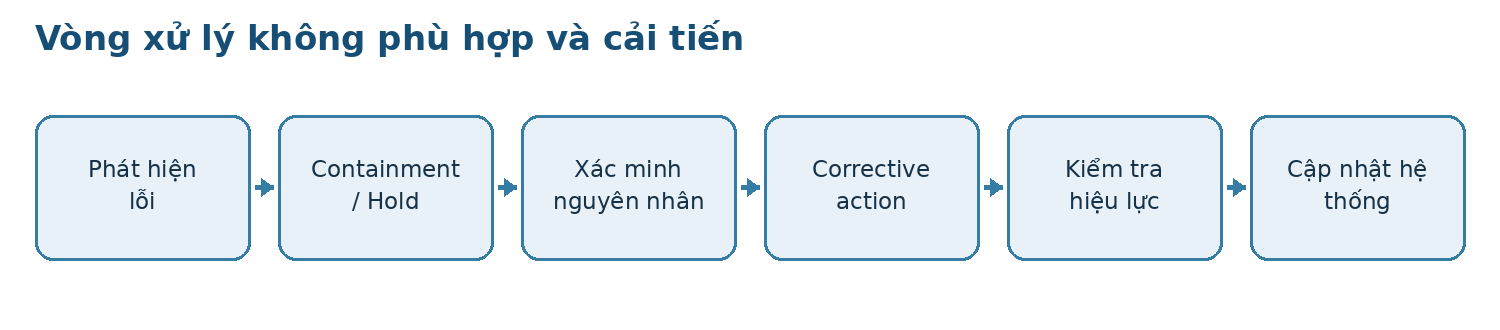 Vòng xử lý không phù hợp và cải tiến
Phát hiện
lỗi
Containment
/ Hold
Xác minh
nguyên nhân
Corrective
action
Kiểm tra
hiệu lực
Cập nhật hệ
thống